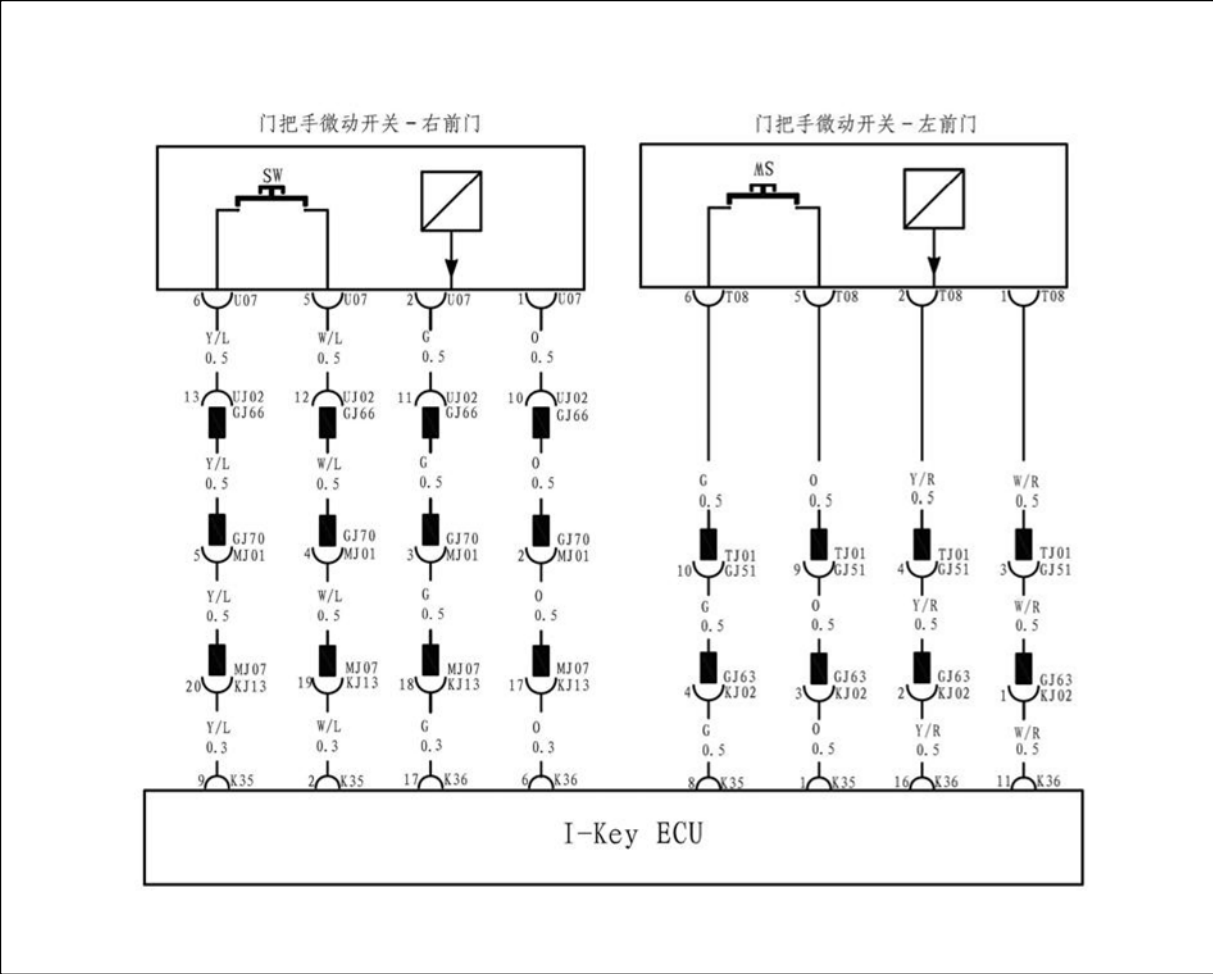 门把手微动开关-右前门 门把手微动开关-左前门
SW SW
6 U07 5 U07 2 U07 1 U07 6 T08 5 T08 2 T08 1 T08
Y/L W/L G O
0.5 0.5 0.5 0.5
13 UJ02 12 UJ02 11 UJ02 10 UJ02
GJ66 GJ66 GJ66 GJ66
Y/L W/L G O G O Y/R W/R
0.5 0.5 0.5 0.5 0.5 0.5 0.5 0.5
GJ70 GJ70 GJ70 GJ70 TJ01 TJ01 TJ01 TJ01
5 MJ01 4 MJ01 3 MJ01 2 MJ01 10 GJ51 9 GJ51 4 GJ51 3 GJ51
Y/L W/L G O G O Y/R W/R
0.5 0.5 0.5 0.5 0.5 0.5 0.5 0.5
MJ07 MJ07 MJ07 MJ07 GJ63 GJ63 GJ63 GJ63
20 KJ13 19 KJ13 18 KJ13 17 KJ13 4 KJ02 3 KJ02 2 KJ02 1 KJ02
Y/L W/L G O G O Y/R W/R
0.3 0.3 0.3 0.3 0.5 0.5 0.5 0.5
9 K35 2 K35 17 K36 6 K36 8 K35 1 K35 16 K36 11 K36
I-Key ECU